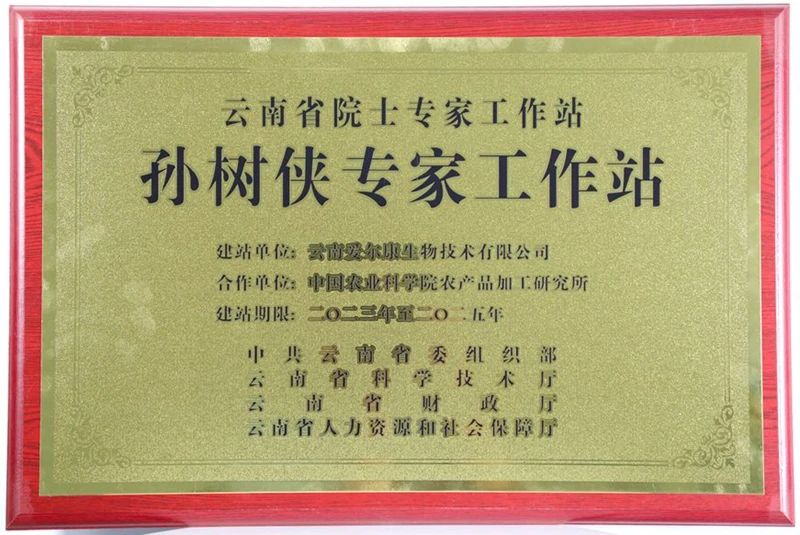 云南省院士专家工作站
孙树侠专家工作站
建站单位:云南爱尔康生物技术有限公司
合作单位:中国农业科学院农产品加工研究所
建站期限:二〇二三年至二〇二五年
中共云南省委组织部
云南省科学技术厅
云南省财政厅
云南省人力资源和社会保障厅